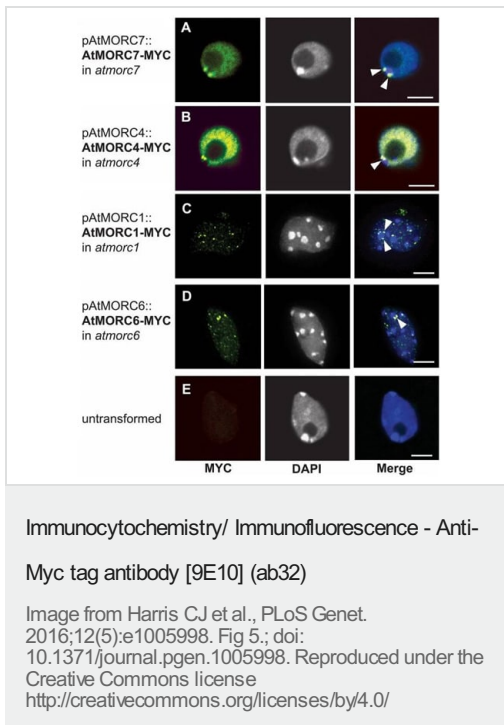 pAtMORC7::
AtMORC7-MYC
in atmorc7
A
pAtMORC4::
AtMORC4-MYC
in atmorc4
B
pAtMORC1::
AtMORC1-MYC
in atmorc1
C
pAtMORC6::
AtMORC6-MYC
in atmorc6
D
untransformed
E
MYC DAPI Merge
Immunocytochemistry/ Immunofluorescence - Anti-
Myc tag antibody [9E10] (ab32)
Image from Harris CJ et al., PLoS Genet.
2016;12(5):e1005998. Fig 5.; doi:
10.1371/journal.pgen.1005998. Reproduced under the
Creative Commons license
http://creativecommons.org/licenses/by/4.0/